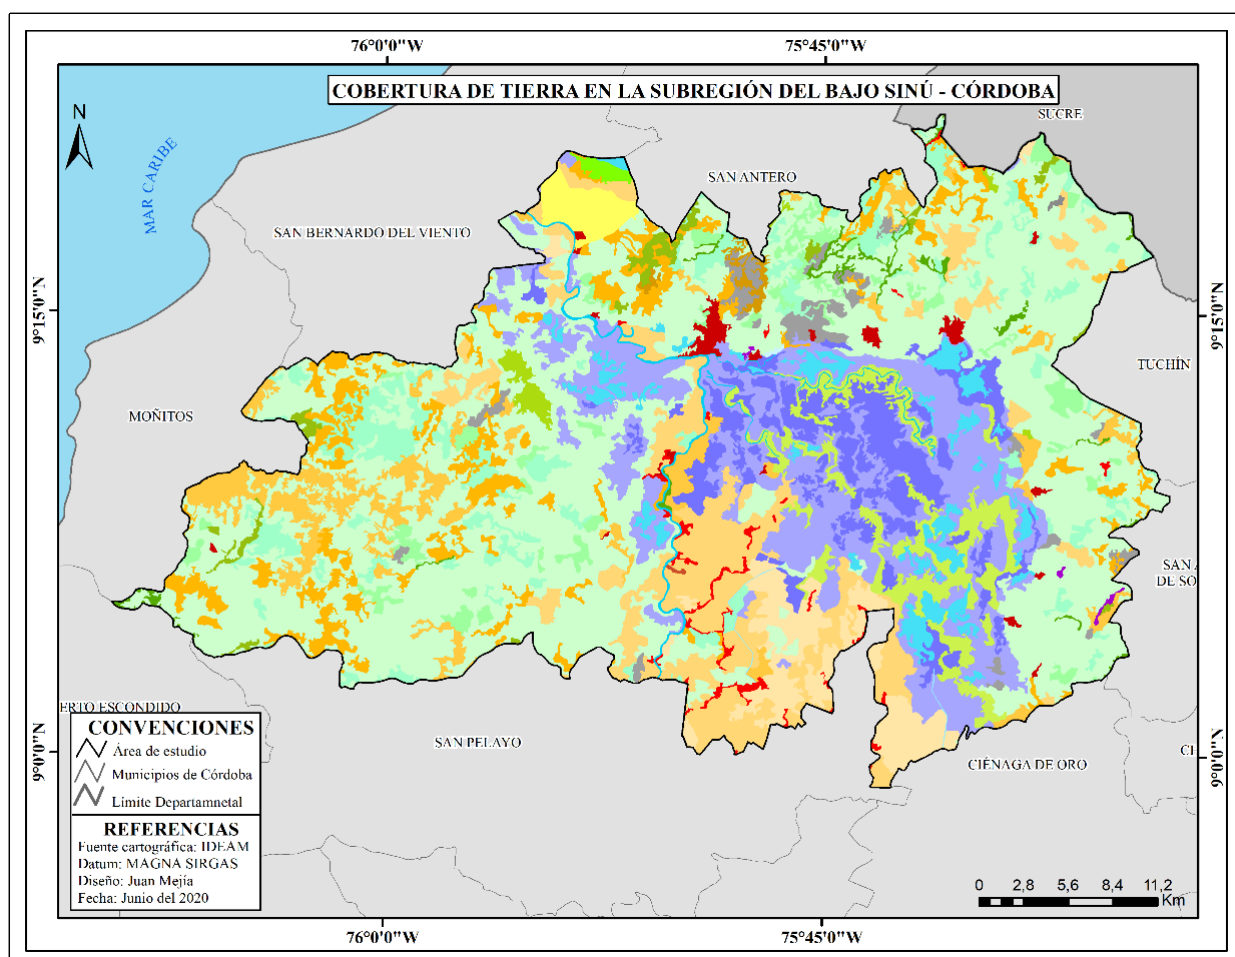 76°0'0"W 75°45'0"W
COBERTURA DE TIERRA EN LA SUBREGIÓN DEL BAJO SINÚ - CÓRDOBA
SUCRE
N
MAR CARIBE
SAN ANTERO
SAN BERNARDO DEL VIENTO
9°15'0"N 9°15'0"N
TUCHÍN
MOÑITOS
SAN A
DE SO
ERTO ESCONDIDO
SAN PELAYO
CH
CIÉNAGA DE ORO
9°0'0"N 9°0'0"N
CONVENCIONES
Área de estudio
Municipios de Córdoba
Límite Departamnetal
REFERENCIAS
Fuente cartográfica: IDEAM
Datum: MAGNA SIRGAS
Diseño: Juan Mejía
Fecha: Junio del 2020
0 2,8 5,6 8,4 11,2
Km
76°0'0"W 75°45'0"W